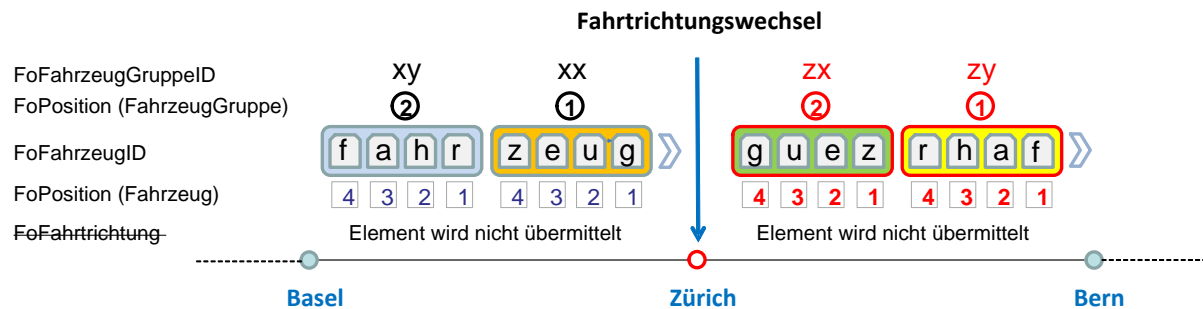 Fahrtrichtungswechsel
FoFahrzeugGruppeID xy xx zx zy
FoPosition (FahrzeugGruppe) 2 1 2 1
FoFahrzeugID f a h r z e u g g u e z r h a f
FoPosition (Fahrzeug) 4 3 2 1 4 3 2 1 4 3 2 1 4 3 2 1
FoFahrtrichtung Element wird nicht übermittelt Element wird nicht übermittelt
Basel Zürich Bern